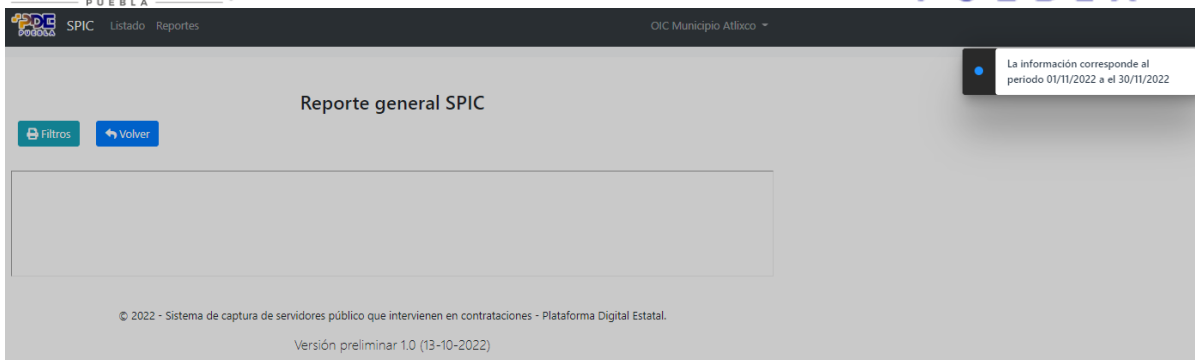 PUEBLA
PDE
PUEBLA
SPIC Listado Reportes OIC Municipio Atlixco
La información corresponde al
periodo 01/11/2022 a el 30/11/2022
Reporte general SPIC
Filtros Volver
© 2022 - Sistema de captura de servidores público que intervienen en contrataciones - Plataforma Digital Estatal.
Versión preliminar 1.0 (13-10-2022)